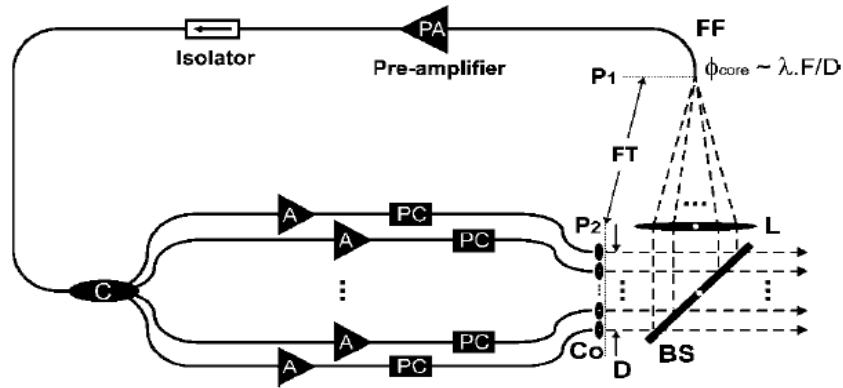 PA
FF
Isolator
Pre-amplifier
P1
ϕcore ~ λ.F/D
FT
A
PC
P2
L
A
PC
C
A
PC
A
PC
Co
D
BS